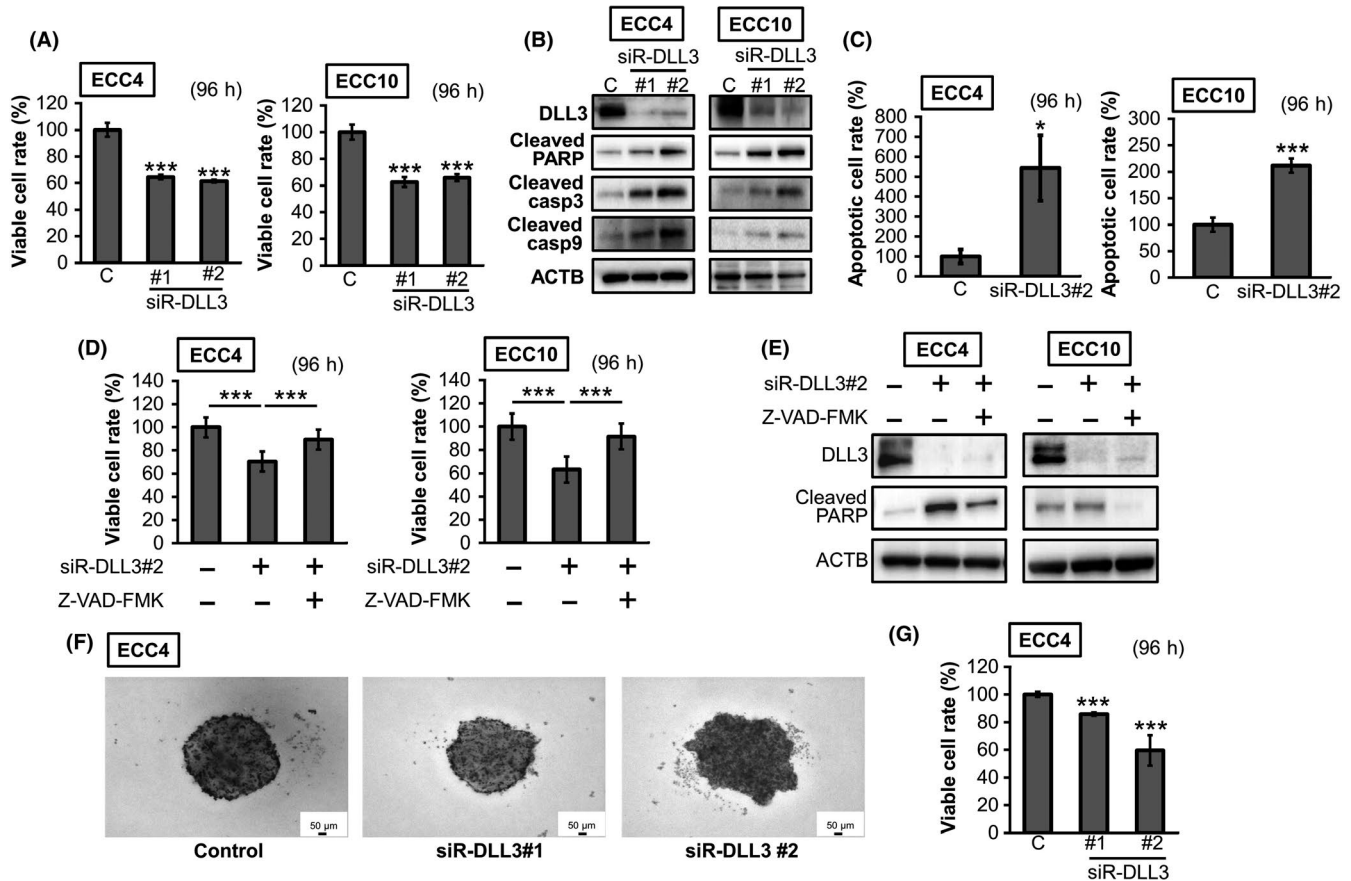 (A)
ECC4
(96 h)
Viable cell rate (%)
120
100
80
60
40
20
0
***
***
C
#1
#2
siR-DLL3
ECC10
(96 h)
Viable cell rate (%)
120
100
80
60
40
20
0
***
***
C
#1
#2
siR-DLL3
(B)
ECC4
ECC10
siR-DLL3
siR-DLL3
C #1 #2
C #1 #2
DLL3
Cleaved
PARP
Cleaved
casp3
Cleaved
casp9
ACTB
(C)
ECC4
(96 h)
Apoptotic cell rate (%)
800
700
600
500
400
300
200
100
0
*
C
siR-DLL3#2
ECC10
(96 h)
Apoptotic cell rate (%)
300
250
200
150
100
50
0
***
C
siR-DLL3#2
(D)
ECC4
(96 h)
Viable cell rate (%)
140
120
100
80
60
40
20
0
***
***
siR-DLL3#2 – + +
Z-VAD-FMK – – +
ECC10
(96 h)
Viable cell rate (%)
140
120
100
80
60
40
20
0
***
***
siR-DLL3#2 – + +
Z-VAD-FMK – – +
(E)
ECC4
ECC10
siR-DLL3#2 – + + – + +
Z-VAD-FMK – – + – – +
DLL3
Cleaved
PARP
ACTB
(F)
ECC4
50 µm
50 µm
50 µm
Control
siR-DLL3#1
siR-DLL3 #2
(G)
ECC4
(96 h)
Viable cell rate (%)
120
100
80
60
40
20
0
***
***
C
#1
#2
siR-DLL3